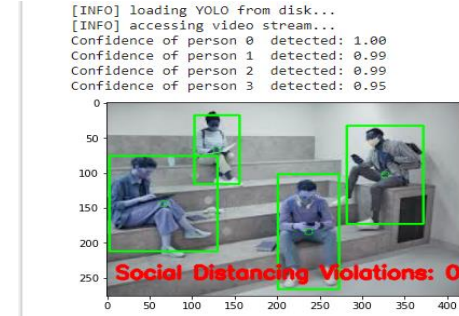 [INFO] loading YOLO from disk...
[INFO] accessing video stream...
Confidence of person 0  detected: 1.00
Confidence of person 1  detected: 0.99
Confidence of person 2  detected: 0.99
Confidence of person 3  detected: 0.95
0
50
100
150
200
250
Social Distancing Violations: 0
0 50 100 150 200 250 300 350 400